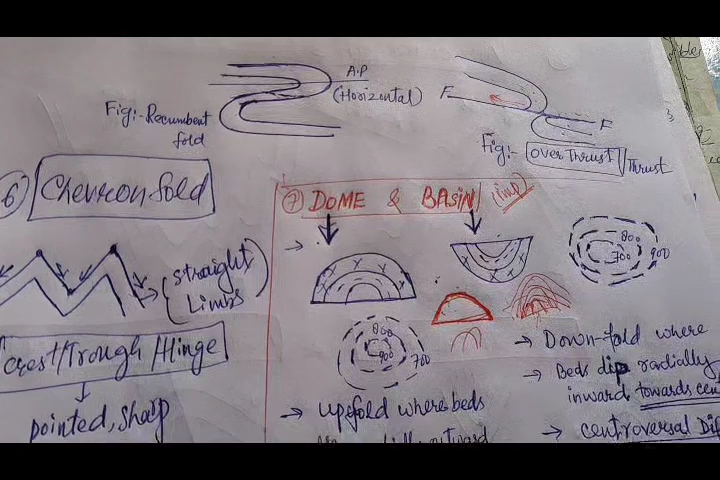 A.P
(Horizontal)
Fig:- Recumbent
fold
F
F
Fig:- Over Thrust / Thrust
⑥ Chevron fold
⑦ DOME & BASIN (imp)
Straight
Limbs
Crest/Trough/Hinge
pointed, Sharp
800
700
900
800
900
700
→ Upfold where beds
outward
→ Down-fold where
→ Beds dip radially
inward towards cen
→ centroversal Dip